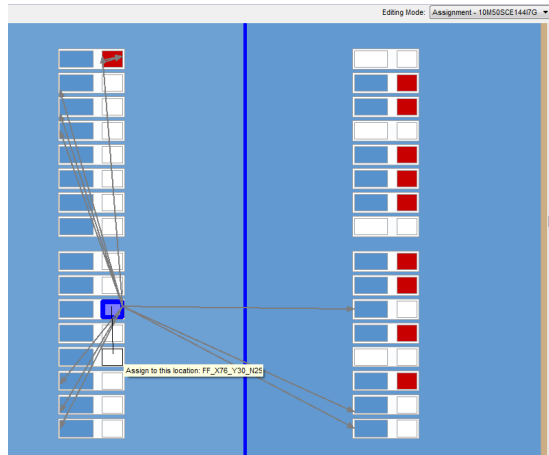 Editing Mode: Assignment - 10M50SCE144I7G
Assign to this location: FF_X76_Y30_N25